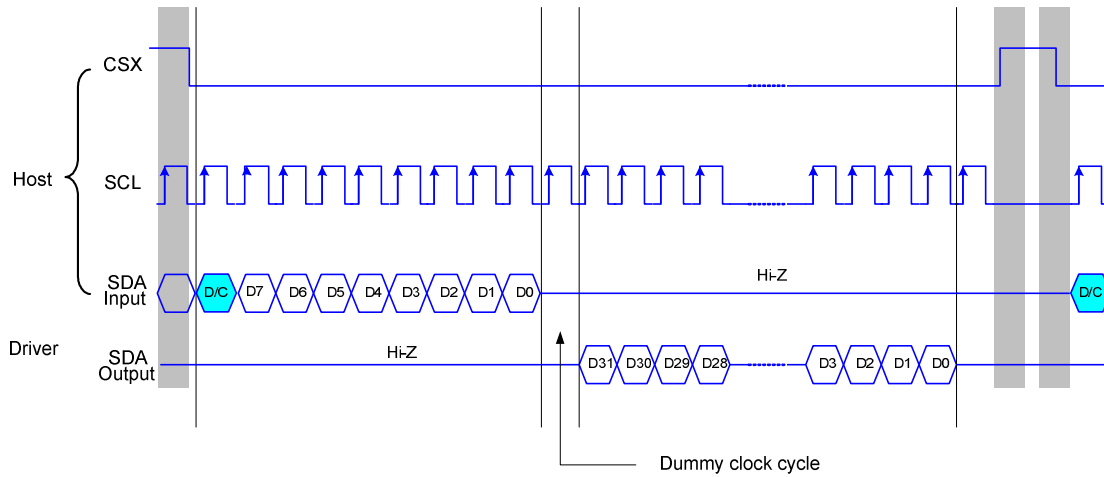 CSX
Host
SCL
SDA
Input
D/C D7 D6 D5 D4 D3 D2 D1 D0
Hi-Z
D/C
Driver
SDA
Output
Hi-Z
D31 D30 D29 D28
D3 D2 D1 D0
Dummy clock cycle